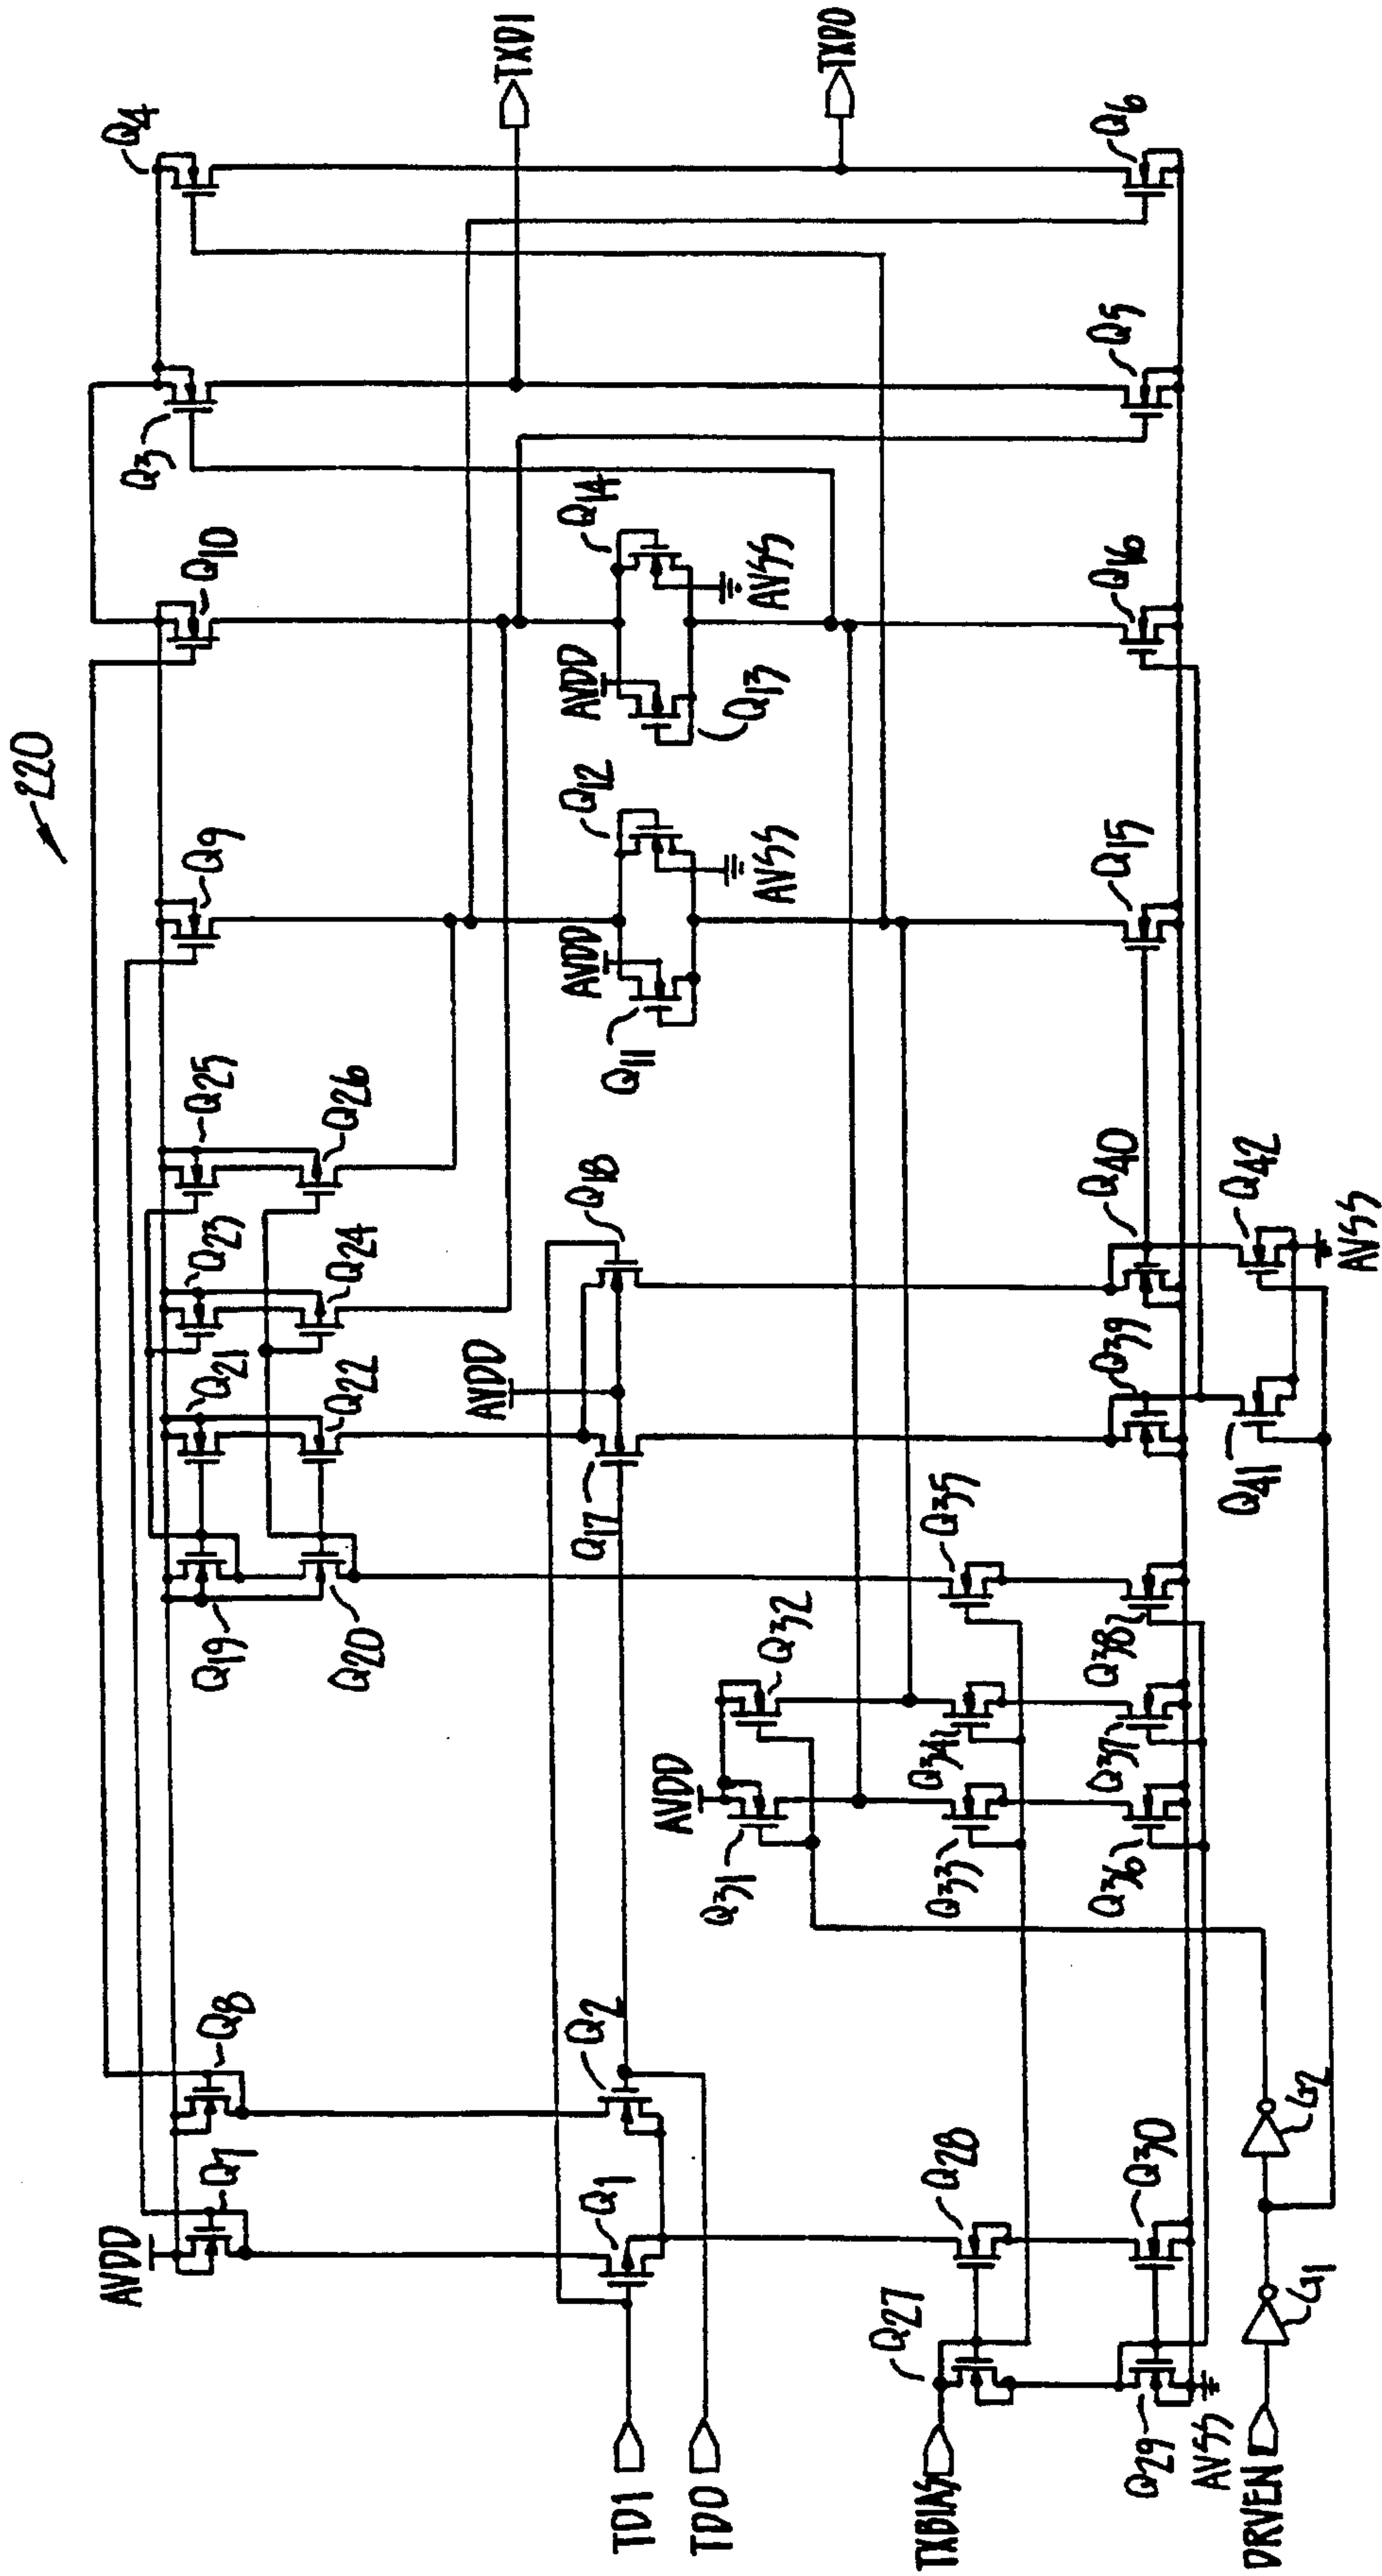 220
AVDD
Q7
Q8
Q19
Q20
Q21
Q22
Q23
Q24
Q25
Q26
Q9
Q10
Q3
Q4
TD1
TD0
Q1
Q2
Q17
AVDD
Q18
Q11
AVDD
Q12
AVSS
AVDD
Q13
Q14
AVSS
TXD1
TXD0
TXBIAS
Q27
Q28
Q31
AVDD
Q32
Q33
Q34
Q35
Q29
AVSS
Q30
Q36
Q37
Q38
Q39
Q40
Q15
Q16
Q5
Q6
DRVEN
G1
G2
Q41
Q42
AVSS